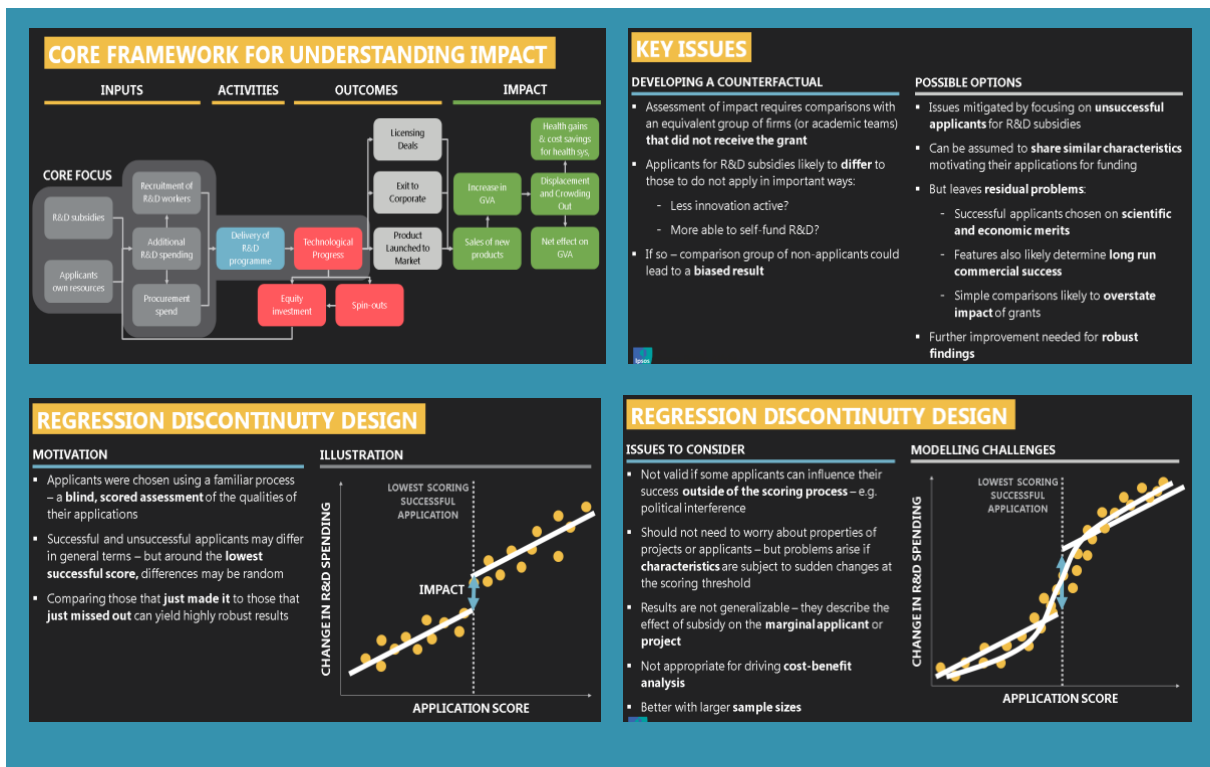 CORE FRAMEWORK FOR UNDERSTANDING IMPACT
INPUTS
ACTIVITIES
OUTCOMES
IMPACT
CORE FOCUS
R&D subsidies
Applicants
own resources
Recruitment of
R&D workers
Additional
R&D spending
Procurement
spend
Delivery of
R&D
programme
Technological
Progress
Equity
investment
Spin-outs
Licensing
Deals
Exit to
Corporate
Product
Launched to
Market
Increase in
GVA
Sales of new
products
Health gains
& cost savings
for health sys,
Displacement
and Crowding
Out
Net effect on
GVA
KEY ISSUES
DEVELOPING A COUNTERFACTUAL
▪ Assessment of impact requires comparisons with
an equivalent group of firms (or academic teams)
that did not receive the grant
▪ Applicants for R&D subsidies likely to differ to
those to do not apply in important ways:
- Less innovation active?
- More able to self-fund R&D?
▪ If so – comparison group of non-applicants could
lead to a biased result
POSSIBLE OPTIONS
▪ Issues mitigated by focusing on unsuccessful
applicants for R&D subsidies
▪ Can be assumed to share similar characteristics
motivating their applications for funding
▪ But leaves residual problems:
- Successful applicants chosen on scientific
and economic merits
- Features also likely determine long run
commercial success
- Simple comparisons likely to overstate
impact of grants
▪ Further improvement needed for robust
findings
Ipsos
REGRESSION DISCONTINUITY DESIGN
MOTIVATION
▪ Applicants were chosen using a familiar process
– a blind, scored assessment of the qualities of
their applications
▪ Successful and unsuccessful applicants may differ
in general terms – but around the lowest
successful score, differences may be random
▪ Comparing those that just made it to those that
just missed out can yield highly robust results
ILLUSTRATION
LOWEST SCORING
SUCCESSFUL
APPLICATION
IMPACT
CHANGE IN R&D SPENDING
APPLICATION SCORE
REGRESSION DISCONTINUITY DESIGN
ISSUES TO CONSIDER
▪ Not valid if some applicants can influence their
success outside of the scoring process – e.g.
political interference
▪ Should not need to worry about properties of
projects or applicants – but problems arise if
characteristics are subject to sudden changes at
the scoring threshold
▪ Results are not generalizable – they describe the
effect of subsidy on the marginal applicant or
project
▪ Not appropriate for driving cost-benefit
analysis
▪ Better with larger sample sizes
MODELLING CHALLENGES
LOWEST SCORING
SUCCESSFUL
APPLICATION
CHANGE IN R&D SPENDING
APPLICATION SCORE